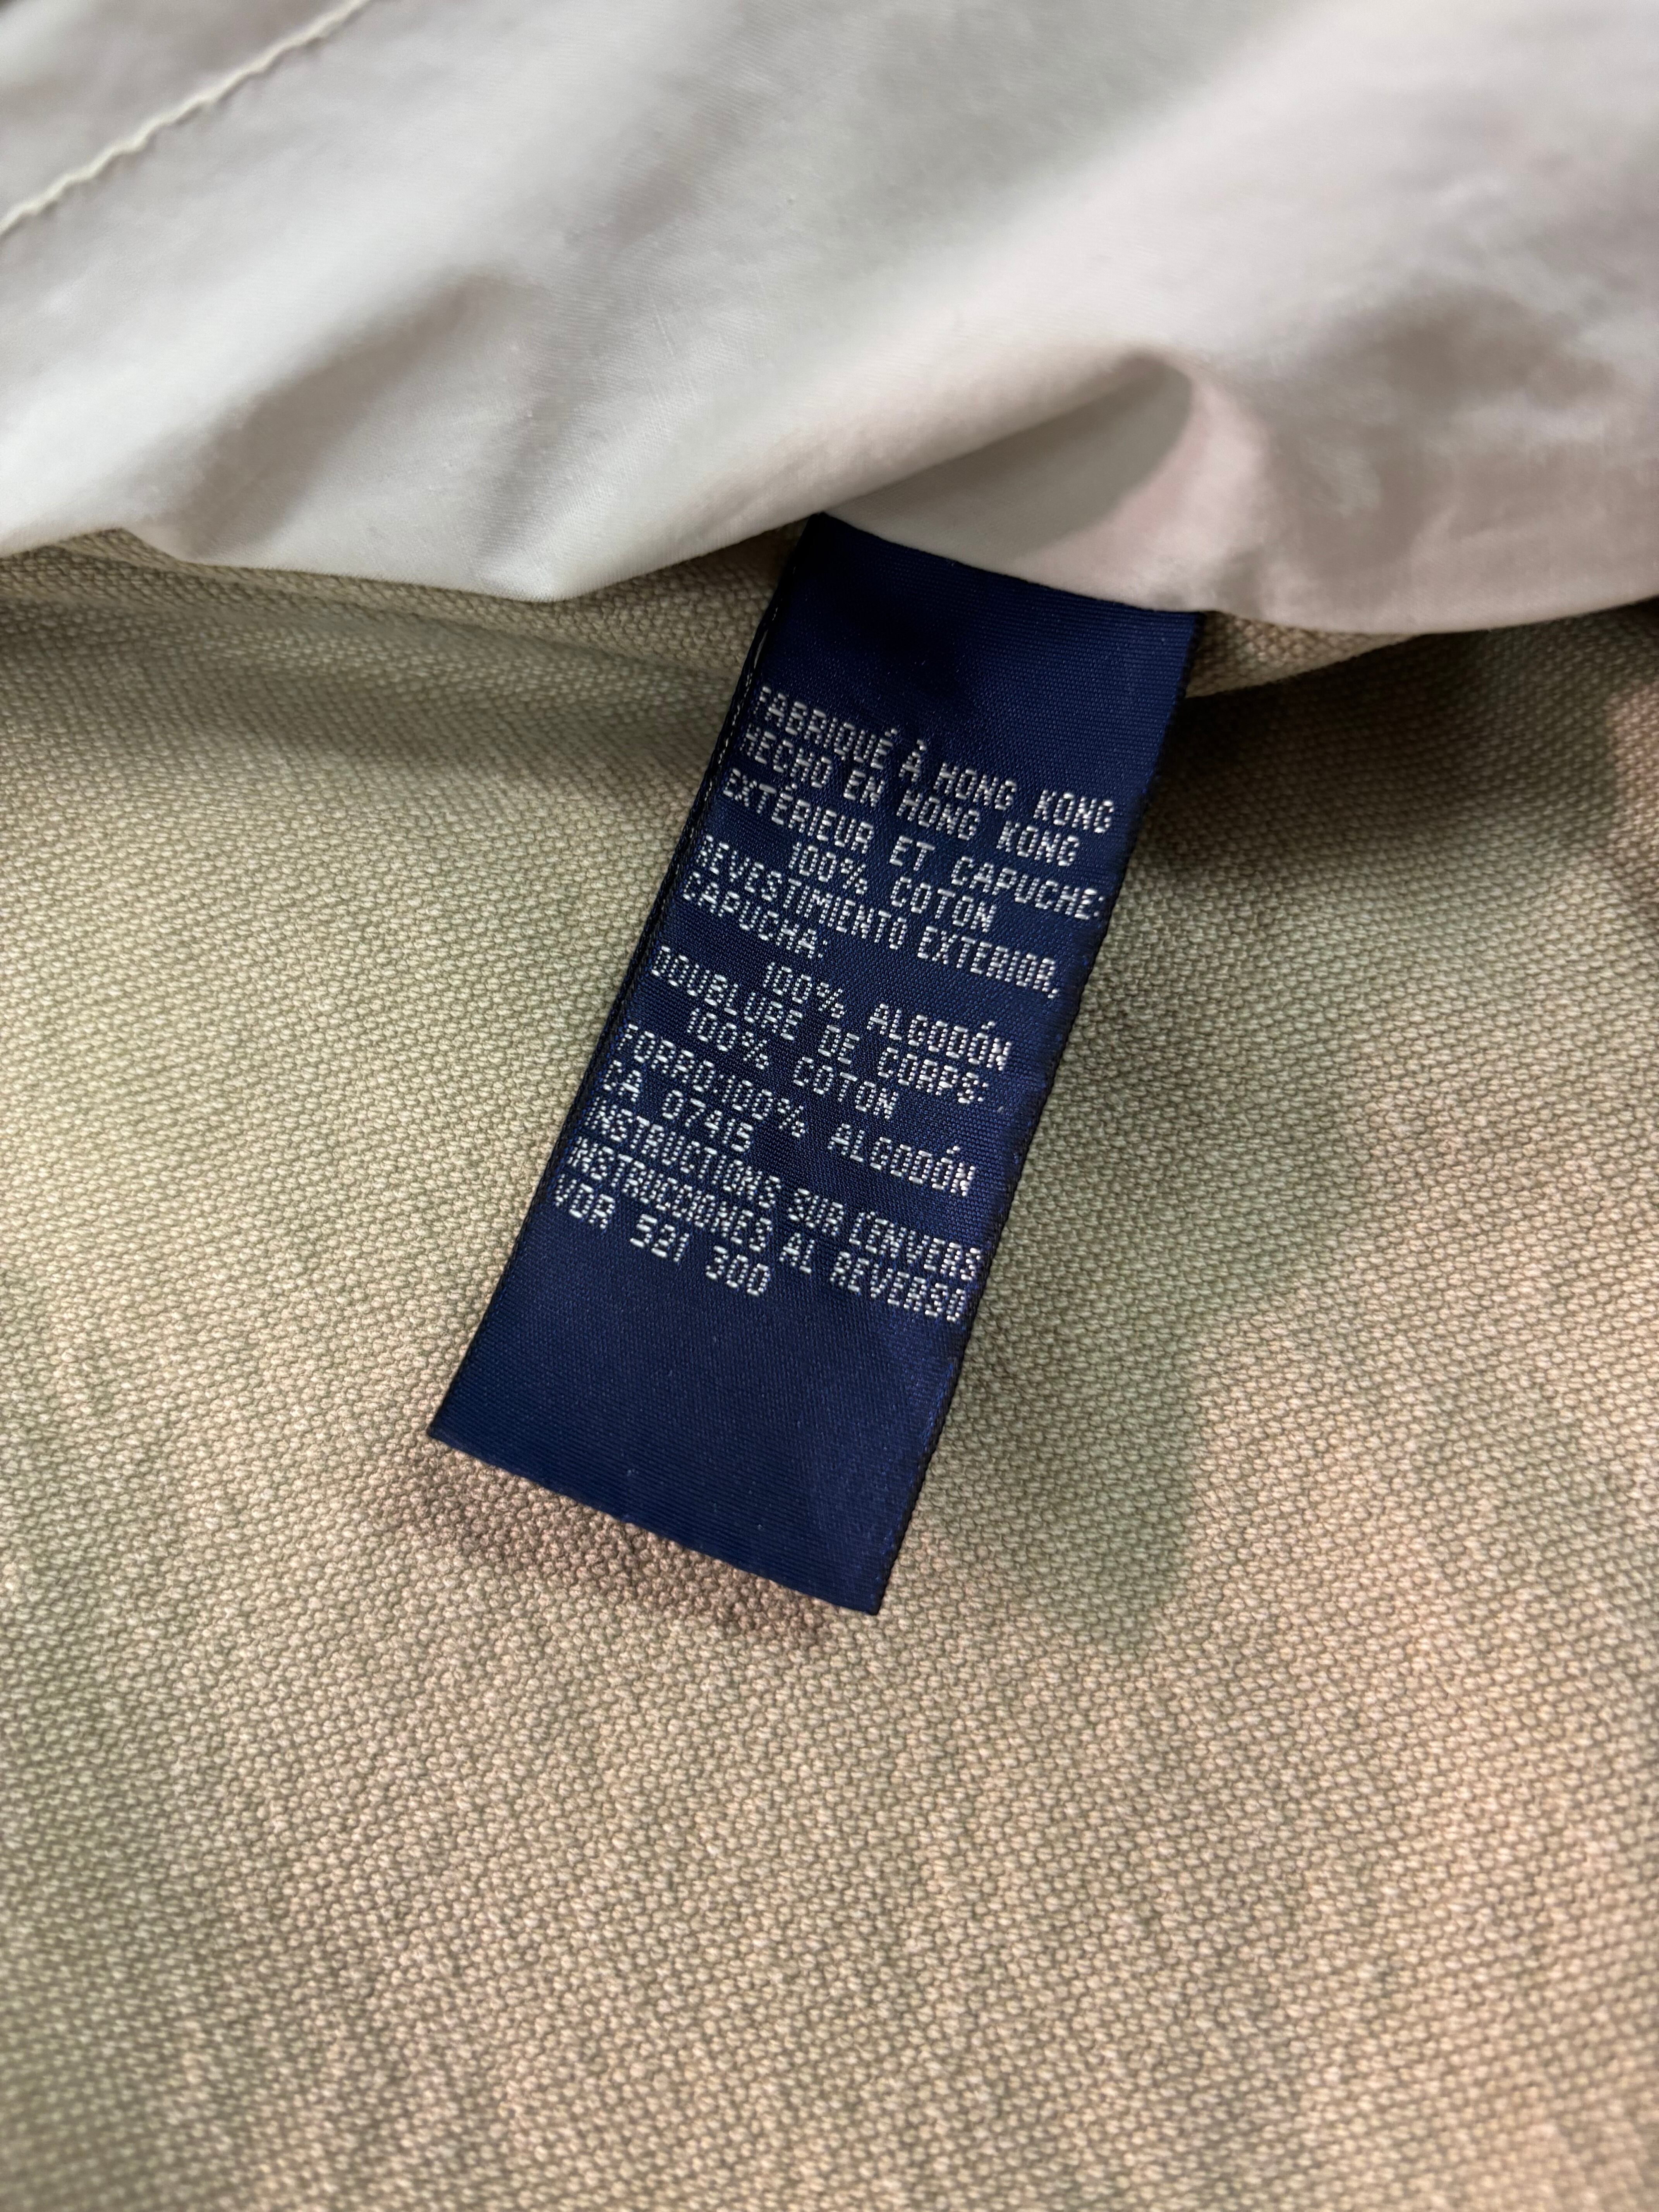 FABRIQUÉ À HONG KONG
HECHO EN HONG KONG
EXTÉRIEUR ET CAPUCHE:
100% COTON
REVESTIMIENTO EXTERIOR,
CAPUCHA:
100% ALGODÓN
DOUBLURE DE CORPS:
100% COTON
FORRO:100% ALGODÓN
CA 07415
INSTRUCTIONS SUR L'ENVERS
INSTRUCCIONES AL REVERSO
VOR 521 300